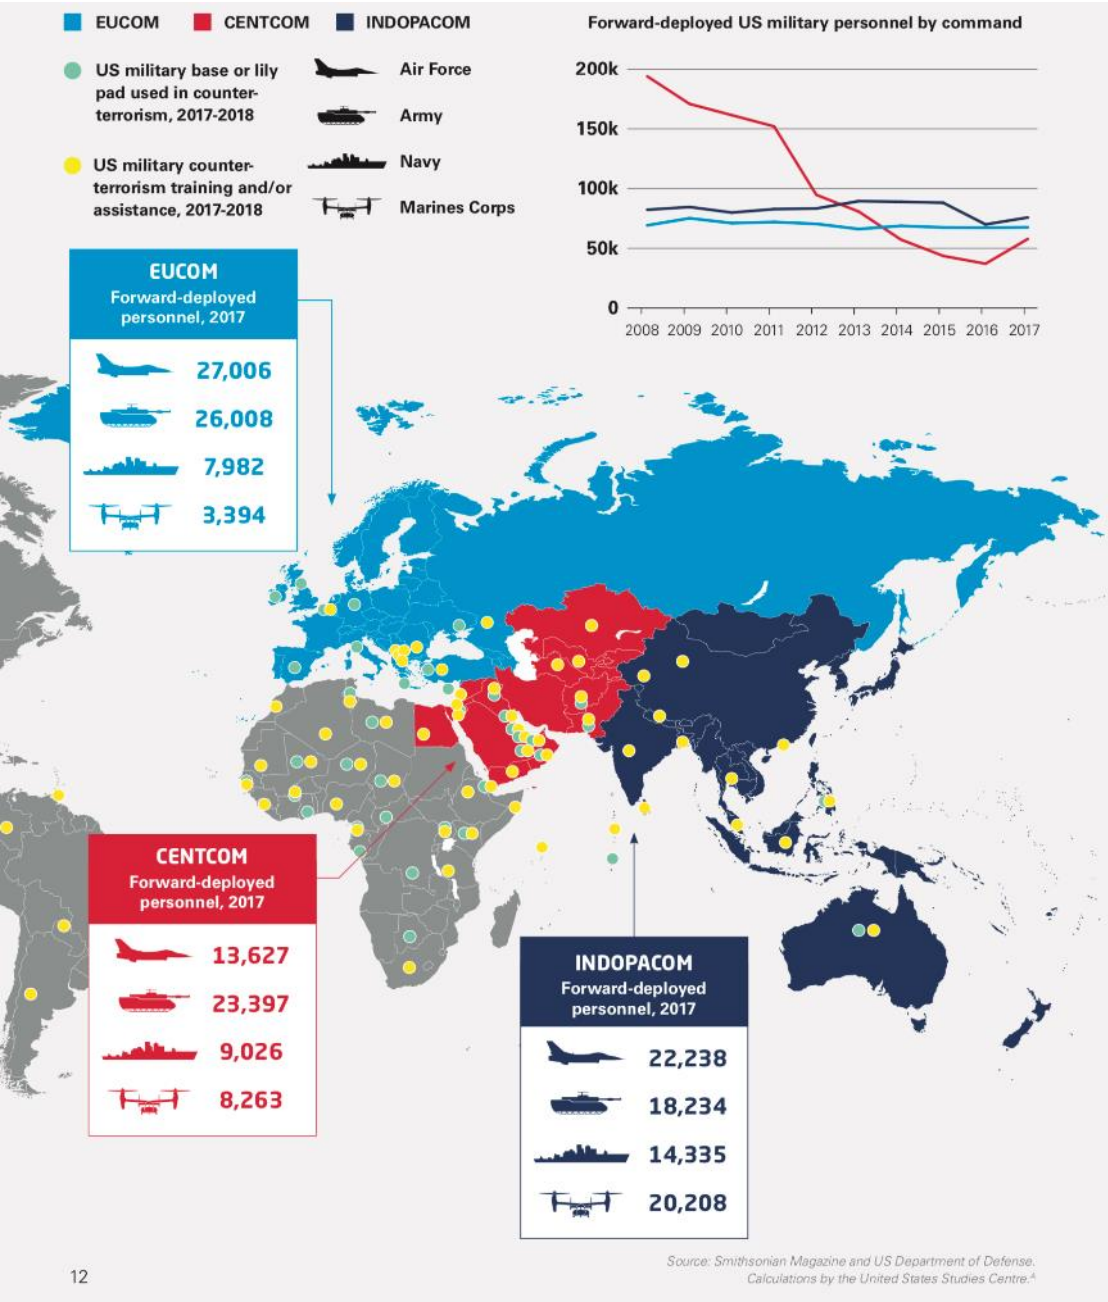 EUCOM
CENTCOM
INDOPACOM
US military base or lily
pad used in counter-
terrorism, 2017-2018
US military counter-
terrorism training and/or
assistance, 2017-2018
Air Force
Army
Navy
Marines Corps
Forward-deployed US military personnel by command
200k
150k
100k
50k
0
2008 2009 2010 2011 2012 2013 2014 2015 2016 2017
EUCOM
Forward-deployed
personnel, 2017
27,006
26,008
7,982
3,394
CENTCOM
Forward-deployed
personnel, 2017
13,627
23,397
9,026
8,263
INDOPACOM
Forward-deployed
personnel, 2017
22,238
18,234
14,335
20,208
Source: Smithsonian Magazine and US Department of Defense.
Calculations by the United States Studies Centre.ᴬ
12